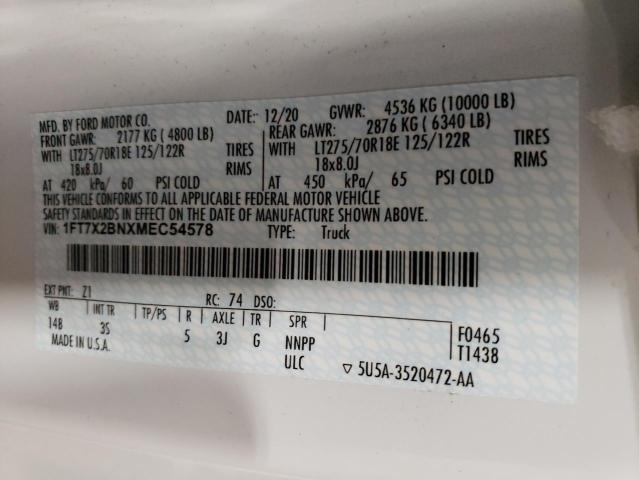 MFD. BY FORD MOTOR CO. DATE: 12/20 GVWR: 4536 KG (10000 LB)
FRONT GAWR: 2177 KG (4800 LB) REAR GAWR: 2876 KG (6340 LB)
WITH LT275/70R18E 125/122R TIRES WITH LT275/70R18E 125/122R TIRES
18x8.0J RIMS 18x8.0J RIMS
AT 420 kPa/ 60 PSI COLD AT 450 kPa/ 65 PSI COLD
THIS VEHICLE CONFORMS TO ALL APPLICABLE FEDERAL MOTOR VEHICLE
SAFETY STANDARDS IN EFFECT ON THE DATE OF MANUFACTURE SHOWN ABOVE.
VIN: 1FT7X2BNXMEC54578 TYPE: Truck
EXT PNT: Z1 RC: 74 DSO:
WB INT TR TP/PS R AXLE TR SPR F0465
148 3S 5 3J G NNPP T1438
MADE IN U.S.A. ULC ▽ 5U5A-3520472-AA